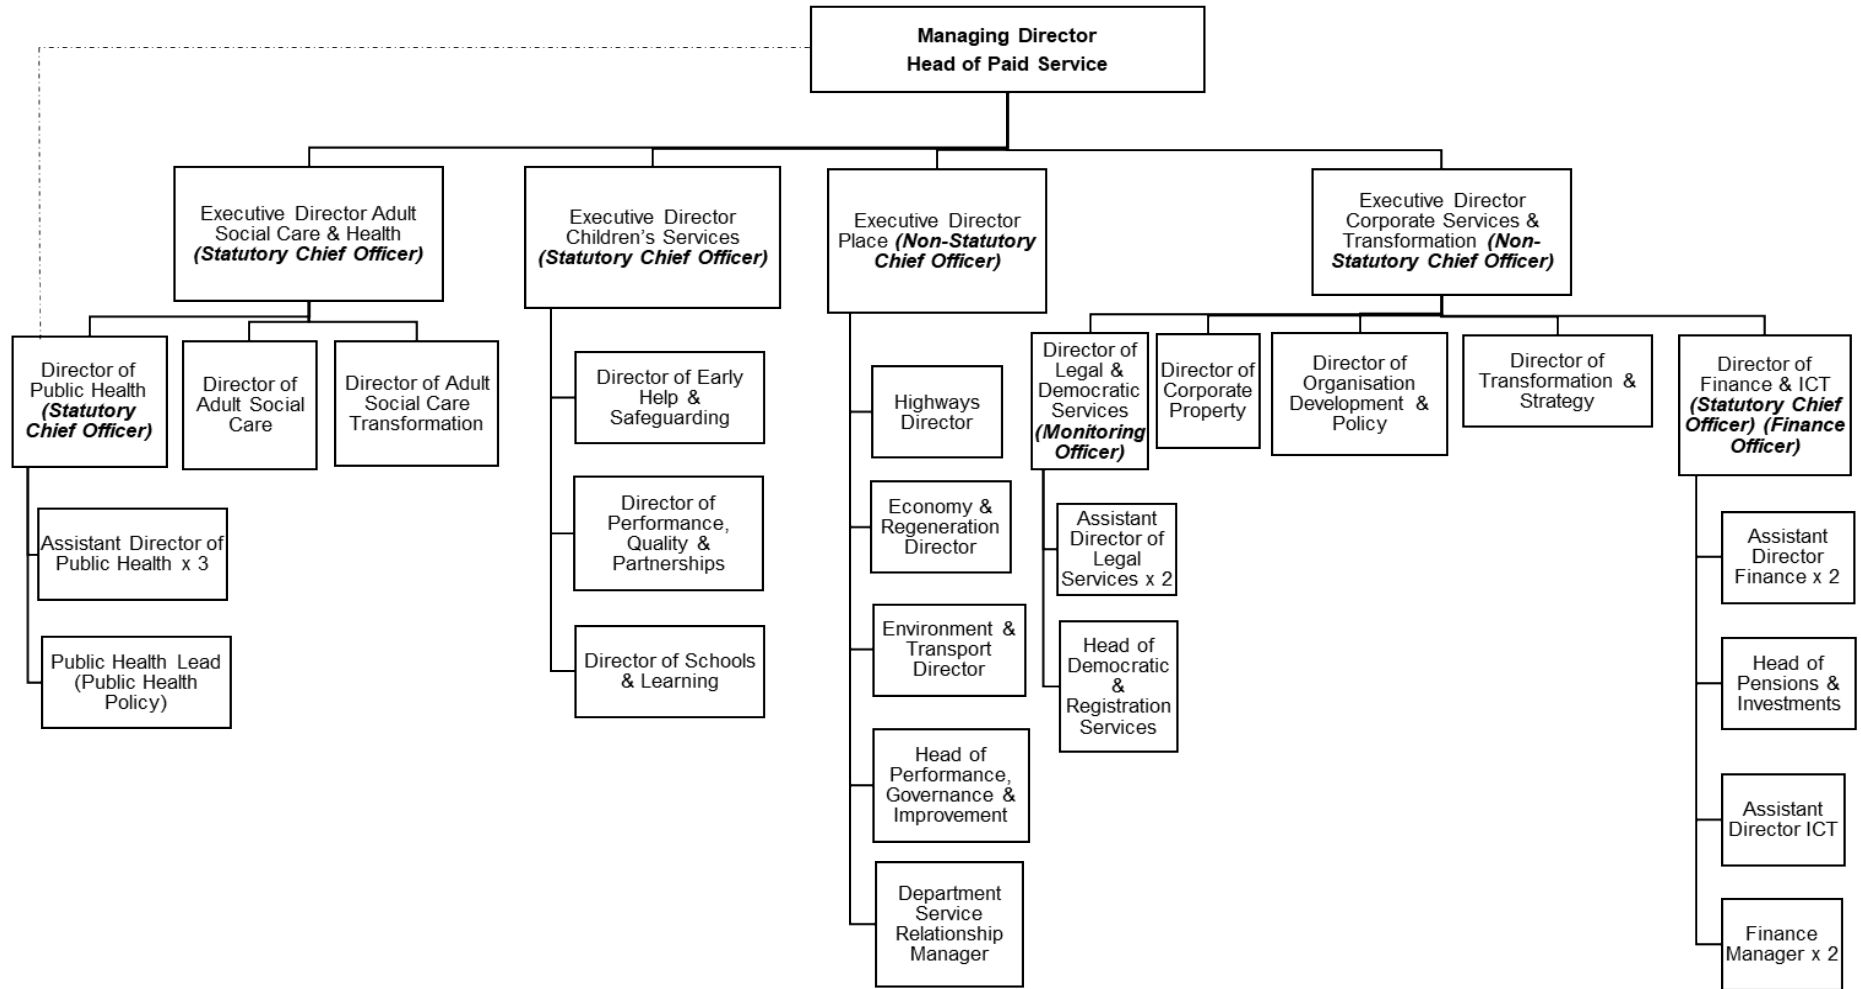 Managing Director
Head of Paid Service
Executive Director Adult
Social Care & Health
(Statutory Chief Officer)
Executive Director
Children’s Services
(Statutory Chief Officer)
Executive Director
Place (Non-Statutory
Chief Officer)
Executive Director
Corporate Services &
Transformation (Non-
Statutory Chief Officer)
Director of
Public Health
(Statutory
Chief Officer)
Director of
Adult Social
Care
Director of Adult
Social Care
Transformation
Assistant Director of
Public Health x 3
Public Health Lead
(Public Health
Policy)
Director of Early
Help &
Safeguarding
Director of
Performance,
Quality &
Partnerships
Director of Schools
& Learning
Highways
Director
Economy &
Regeneration
Director
Environment &
Transport
Director
Head of
Performance,
Governance &
Improvement
Department
Service
Relationship
Manager
Director of
Legal &
Democratic
Services
(Monitoring
Officer)
Director of
Corporate
Property
Director of
Organisation
Development &
Policy
Director of
Transformation &
Strategy
Director of
Finance & ICT
(Statutory Chief
Officer) (Finance
Officer)
Assistant
Director of
Legal
Services x 2
Head of
Democratic
&
Registration
Services
Assistant
Director
Finance x 2
Head of
Pensions &
Investments
Assistant
Director ICT
Finance
Manager x 2